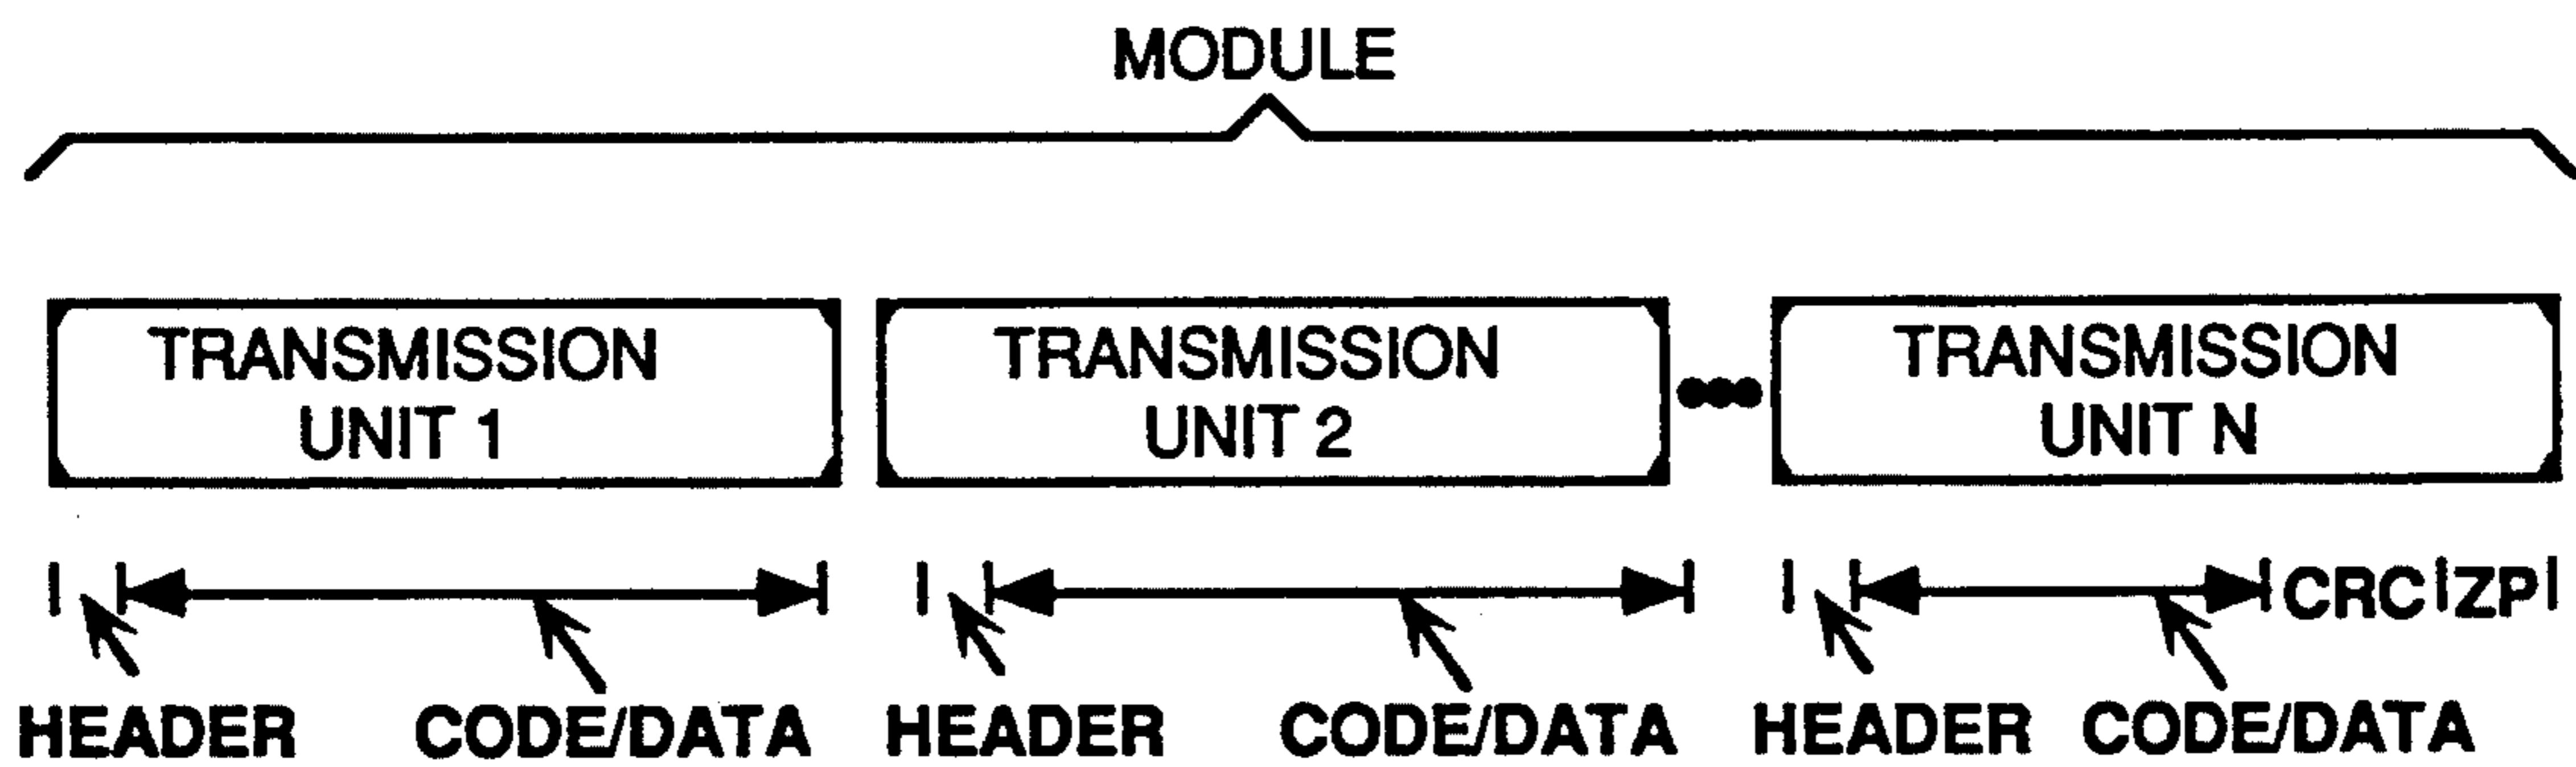 MODULE
TRANSMISSION
UNIT 1
TRANSMISSION
UNIT 2
TRANSMISSION
UNIT N
CRC ZP
HEADER CODE/DATA HEADER CODE/DATA HEADER CODE/DATA